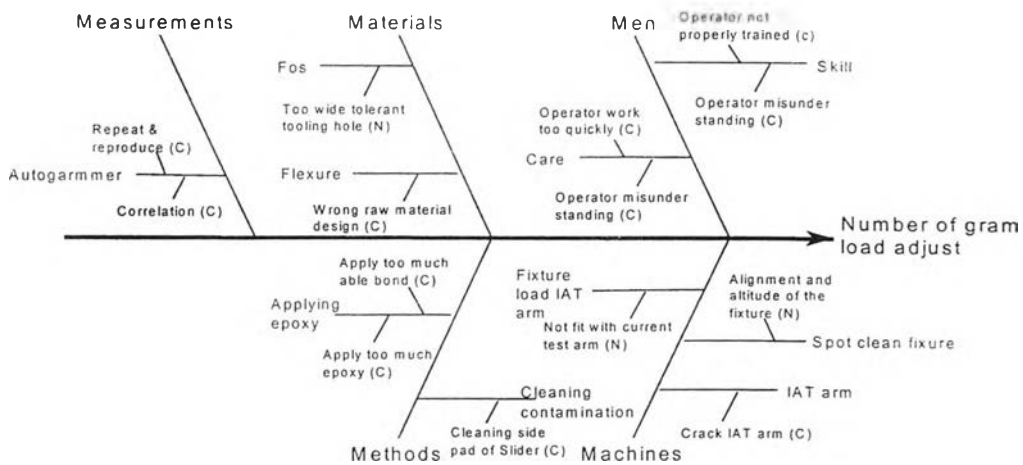 Measurements
Materials
Men
Operator not
properly trained (c)
Skill
Operator misunder
standing (C)
Fos
Too wide tolerant
tooling hole (N)
Operator work
too quickly (C)
Care
Operator misunder
standing (C)
Repeat &
reproduce (C)
Autogarmmer
Correlation (C)
Flexure
Wrong raw material
design (C)
Number of gram
load adjust
Apply too much
able bond (C)
Applying
epoxy
Apply too much
epoxy (C)
Fixture
load IAT
arm
Not fit with current
test arm (N)
Alignment and
altitude of the
fixture (N)
Spot clean fixure
Cleaning
contamination
Cleaning side
pad of Slider (C)
IAT arm
Crack IAT arm (C)
Methods
Machines